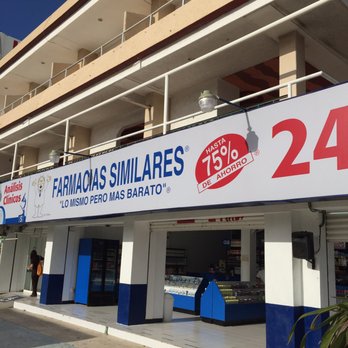 Análisis
Clínicos
FARMACIAS SIMILARES®
"LO MISMO PERO MAS BARATO"®
HASTA
75%
DE AHORRO
24